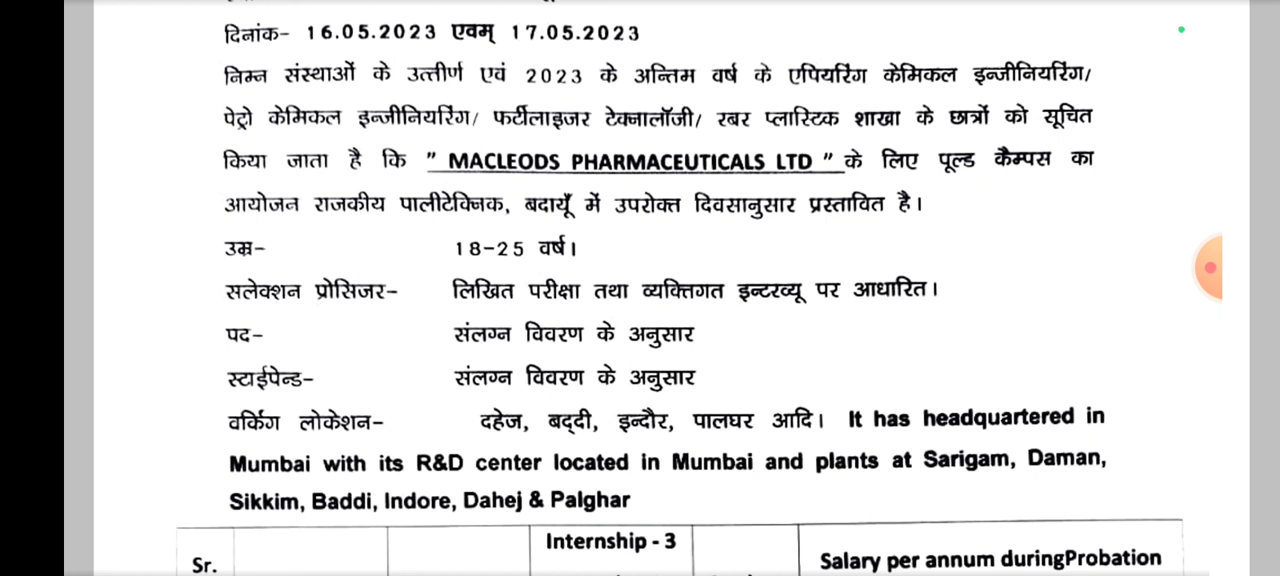 दिनांक- 16.05.2023 एवम् 17.05.2023
निम्न संस्थाओं के उत्तीर्ण एवं 2023 के अन्तिम वर्ष के एपियरिंग केमिकल इन्जीनियरिंग/
पेट्रो केमिकल इन्जीनियरिंग/ फर्टीलाइजर टेक्नालॉजी/ रबर प्लास्टिक शाखा के छात्रों को सूचित
किया जाता है कि " MACLEODS PHARMACEUTICALS LTD " के लिए पूल्ड कैम्पस का
आयोजन राजकीय पालीटेक्निक, बदायूँ में उपरोक्त दिवसानुसार प्रस्तावित है।
उम्र- 18-25 वर्ष।
सलेक्शन प्रोसिजर- लिखित परीक्षा तथा व्यक्तिगत इन्टरव्यू पर आधारित।
पद- संलग्न विवरण के अनुसार
स्टाईपेन्ड- संलग्न विवरण के अनुसार
वर्किंग लोकेशन- दहेज, बद्दी, इन्दौर, पालघर आदि। It has headquartered in
Mumbai with its R&D center located in Mumbai and plants at Sarigam, Daman,
Sikkim, Baddi, Indore, Dahej & Palghar
Internship - 3
Sr. Salary per annum duringProbation